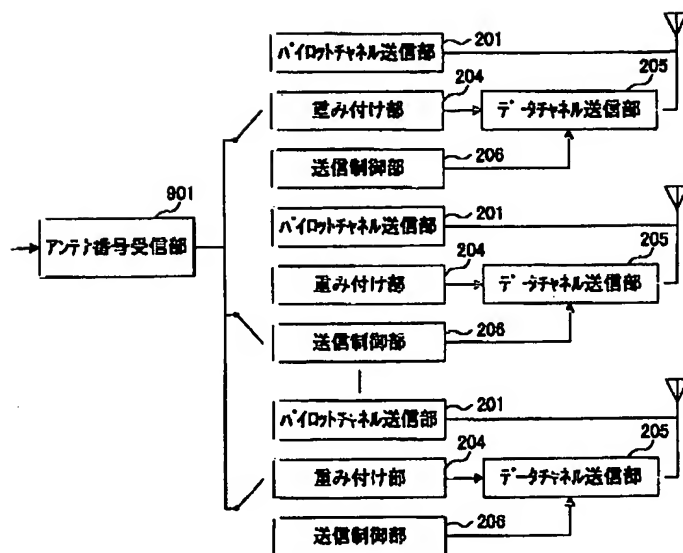 パイロットチャネル送信部
201
204
205
重み付け部
データチャネル送信部
206
送信制御部
901
アンテナ番号受信部
201
パイロットチャネル送信部
204
205
重み付け部
データチャネル送信部
206
送信制御部
201
パイロットチャネル送信部
204
205
重み付け部
データチャネル送信部
206
送信制御部